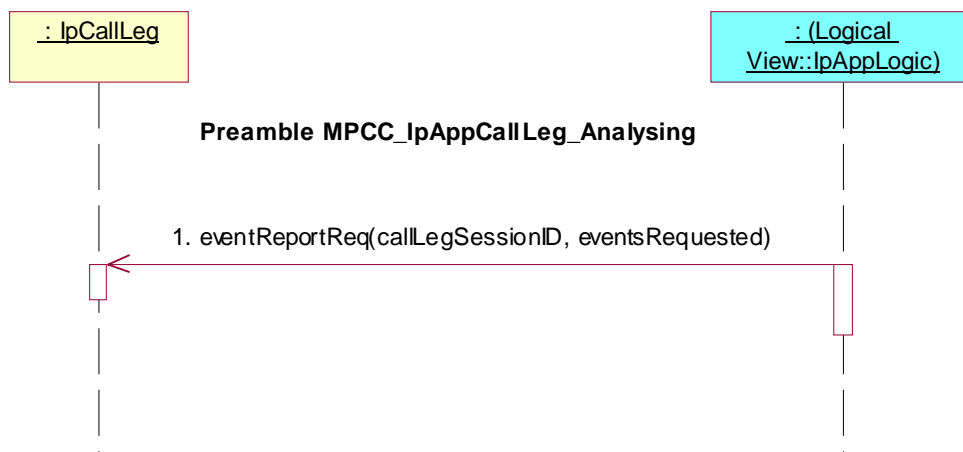 : IpCallLeg
: (Logical
View::IpAppLogic)
Preamble MPCC_IpAppCallLeg_Analysing
1. eventReportReq(callLegSessionID, eventsRequested)